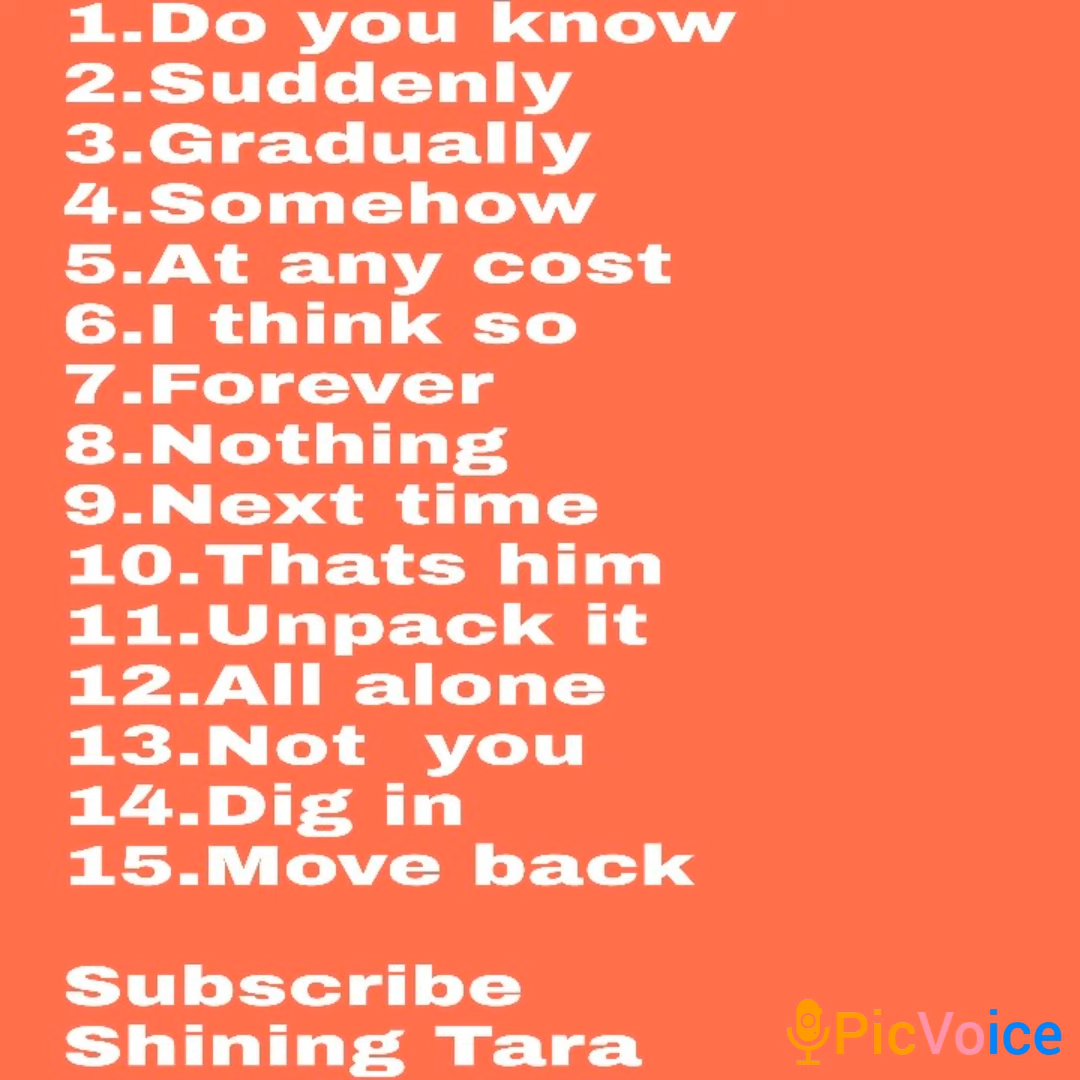 1.Do you know
2.Suddenly
3.Gradually
4.Somehow
5.At any cost
6.I think so
7.Forever
8.Nothing
9.Next time
10.Thats him
11.Unpack it
12.All alone
13.Not  you
14.Dig in
15.Move back
Subscribe
Shining Tara
PicVoice